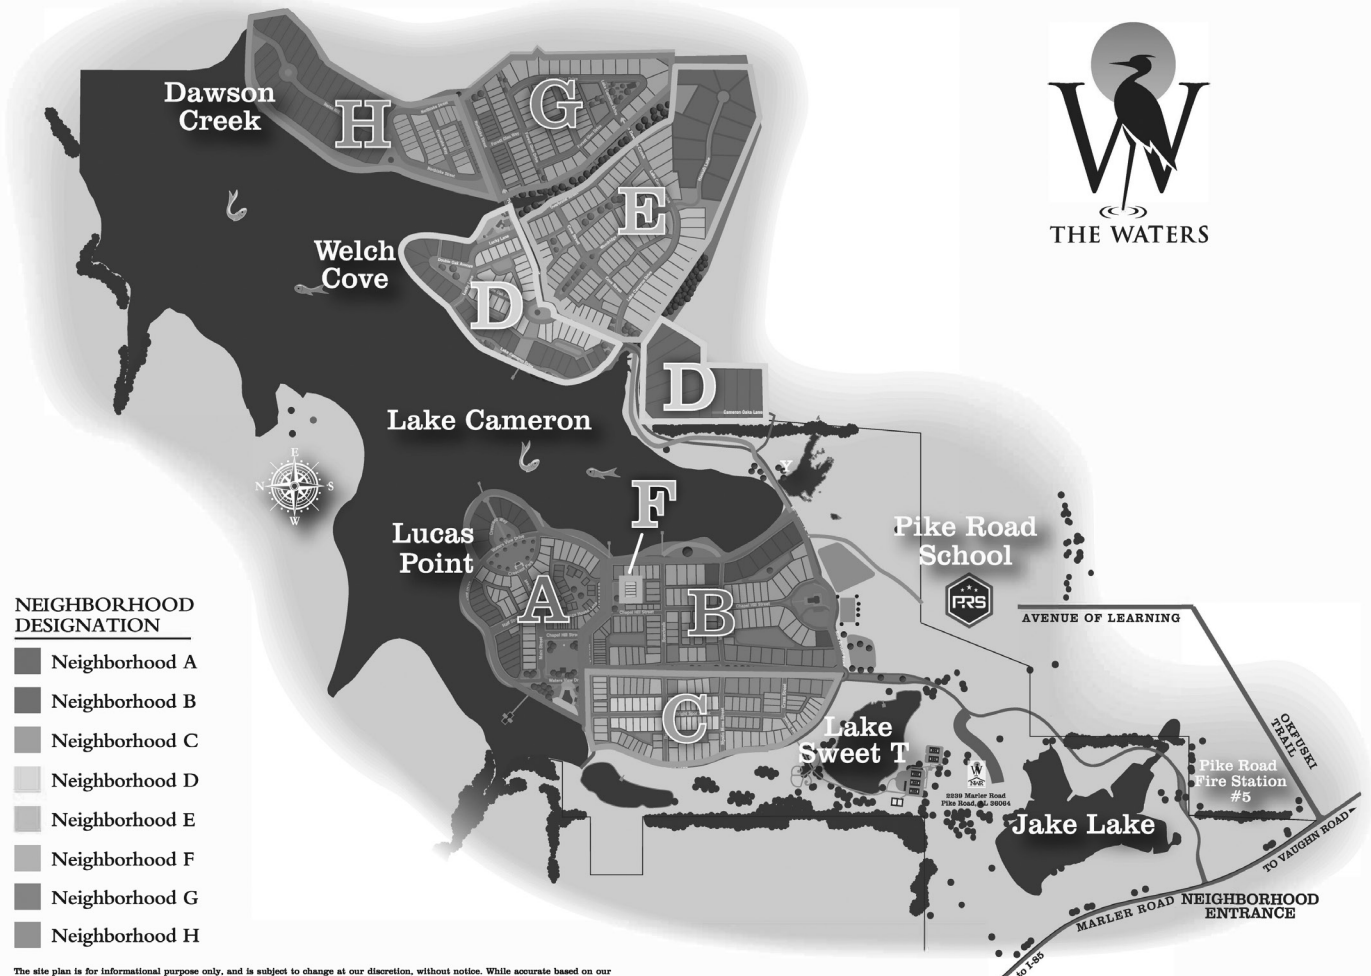 Dawson
Creek
H
G
E
W
THE WATERS
Welch
Cove
D
D
Cameron Oaks Lane
Lake Cameron
E
N
S
W
F
Lucas
Point
A
B
C
Pike Road
School
PRS
AVENUE OF LEARNING
OKFUSKI
TRAIL
Lake
Sweet T
2239 Marler Road
Pike Road, AL 36064
Pike Road
Fire Station
#5
Jake Lake
TO VAUGHN ROAD
MARLER ROAD
NEIGHBORHOOD
ENTRANCE
to I-85
NEIGHBORHOOD
DESIGNATION
Neighborhood A
Neighborhood B
Neighborhood C
Neighborhood D
Neighborhood E
Neighborhood F
Neighborhood G
Neighborhood H
The site plan is for informational purpose only, and is subject to change at our discretion, without notice. While accurate based on our